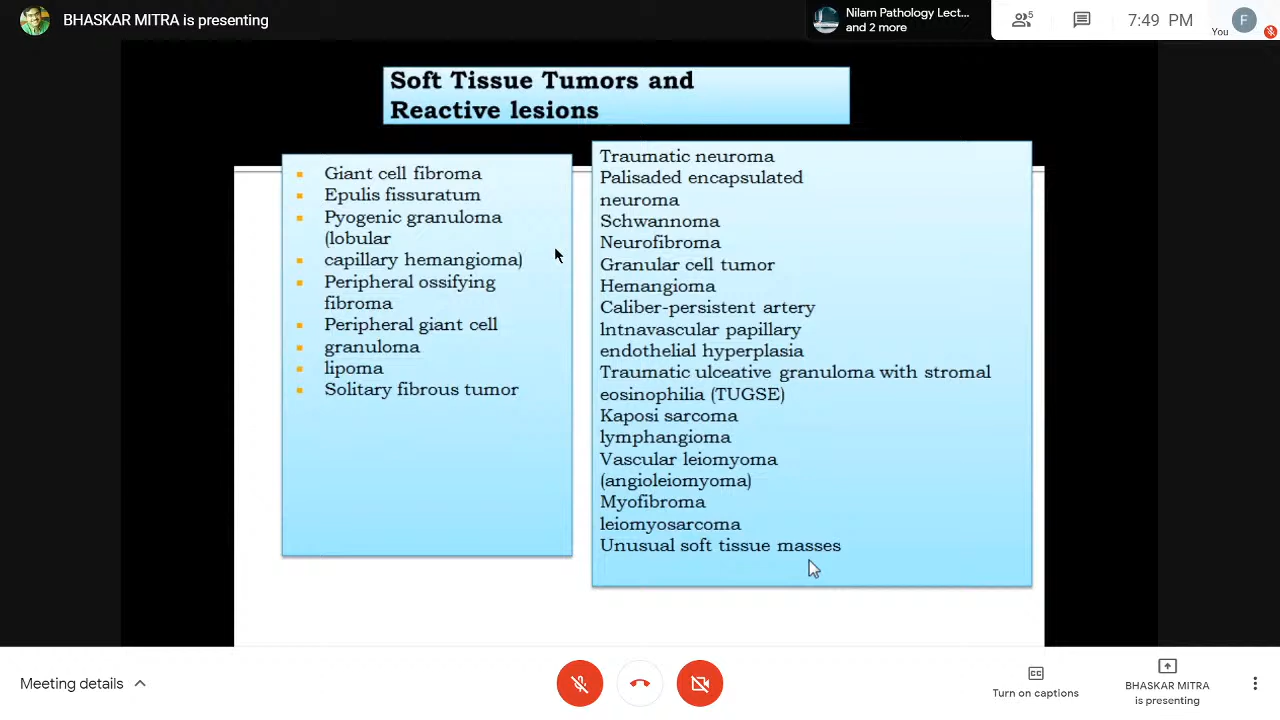 BHASKAR MITRA is presenting
Nilam Pathology Lect...
and 2 more
5
7:49 PM
You
F
Soft Tissue Tumors and
Reactive lesions
Giant cell fibroma
Epulis fissuratum
Pyogenic granuloma
(lobular
capillary hemangioma)
Peripheral ossifying
fibroma
Peripheral giant cell
granuloma
lipoma
Solitary fibrous tumor
Traumatic neuroma
Palisaded encapsulated
neuroma
Schwannoma
Neurofibroma
Granular cell tumor
Hemangioma
Caliber-persistent artery
lntnavascular papillary
endothelial hyperplasia
Traumatic ulceative granuloma with stromal
eosinophilia (TUGSE)
Kaposi sarcoma
lymphangioma
Vascular leiomyoma
(angioleiomyoma)
Myofibroma
leiomyosarcoma
Unusual soft tissue masses
Meeting details
CC
Turn on captions
BHASKAR MITRA
is presenting